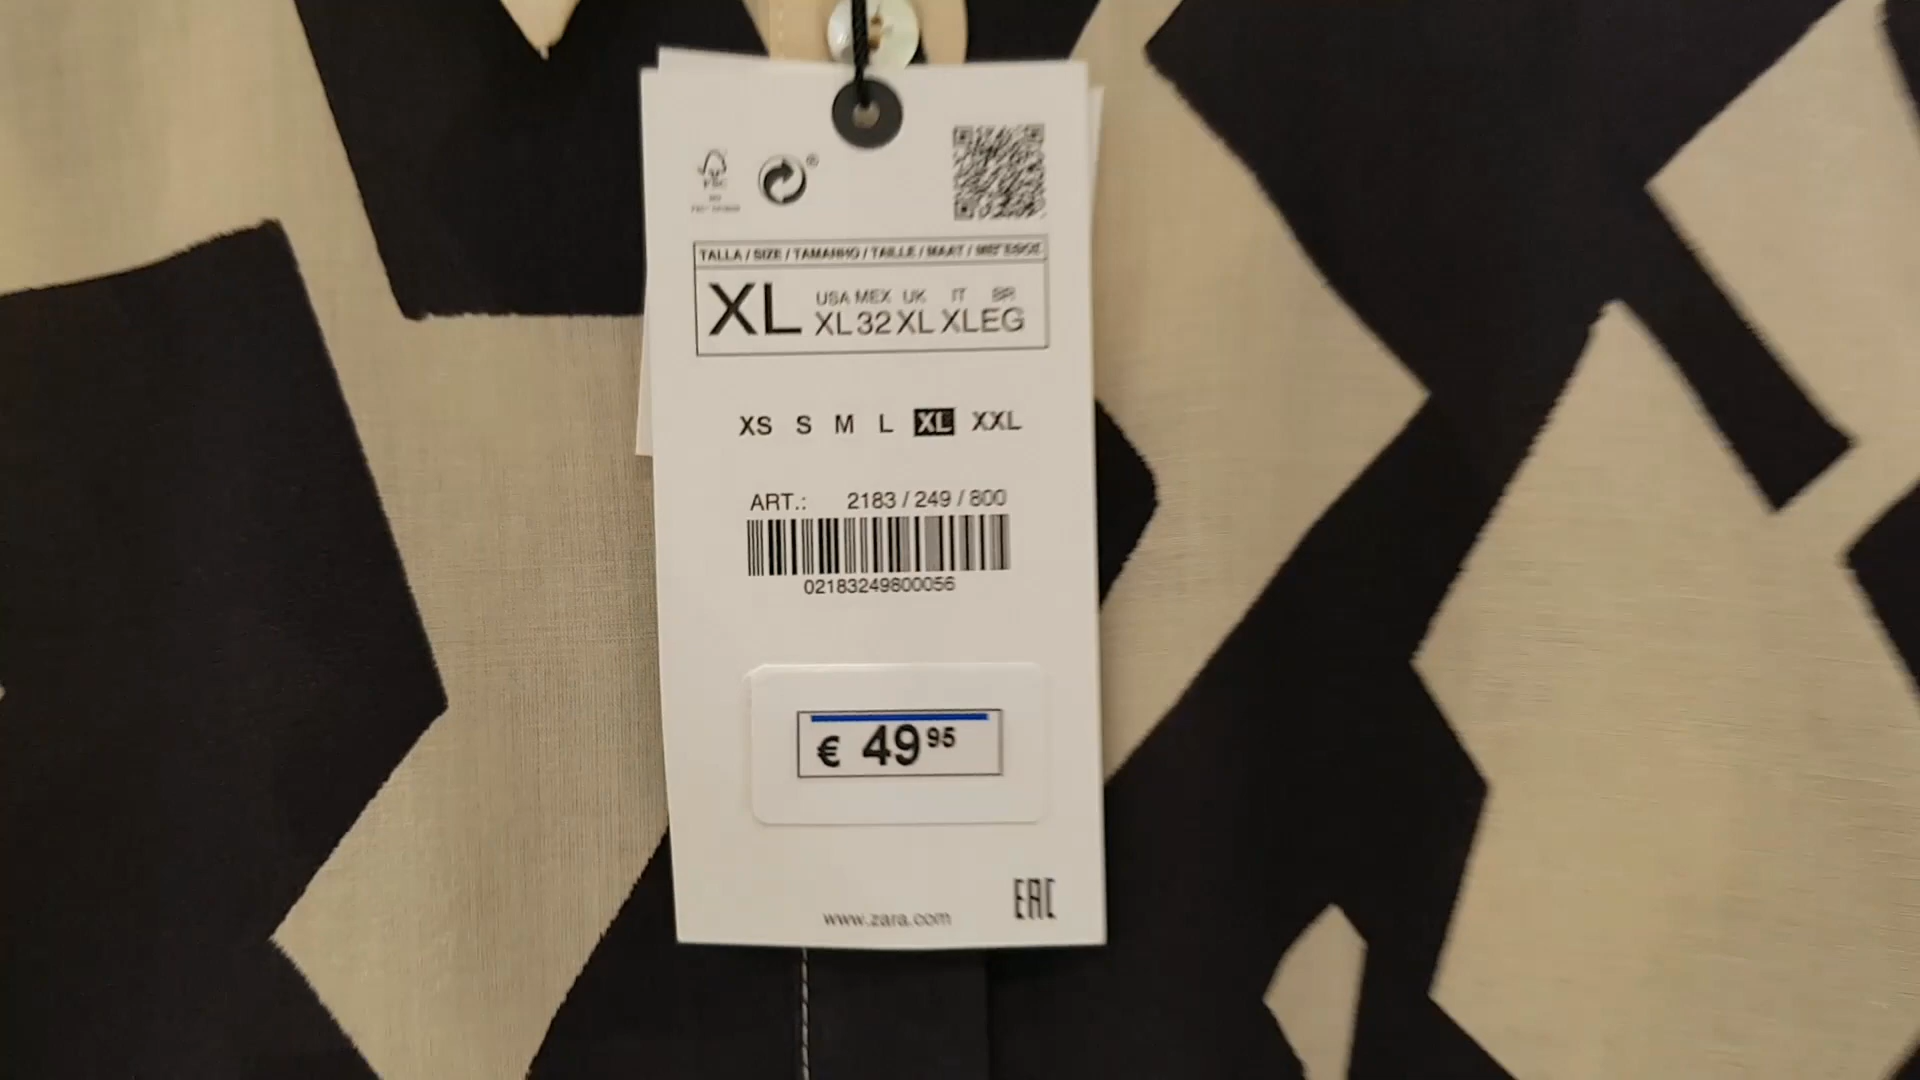 FSC
®
TALLA / SIZE / TAMANHO / TAILLE / MAAT /
XL
USA MEX UK IT BR
XL 32 XL XL EG
XS S M L XL XXL
ART.: 2183 / 249 / 800
02183249800056
€ 49 95
www.zara.com
EAC